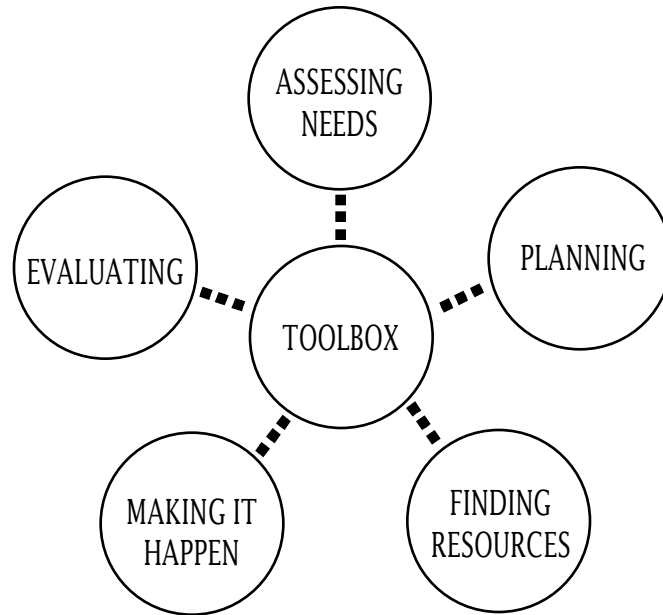 ASSESSING
NEEDS
EVALUATING
PLANNING
TOOLBOX
MAKING IT
HAPPEN
FINDING
RESOURCES